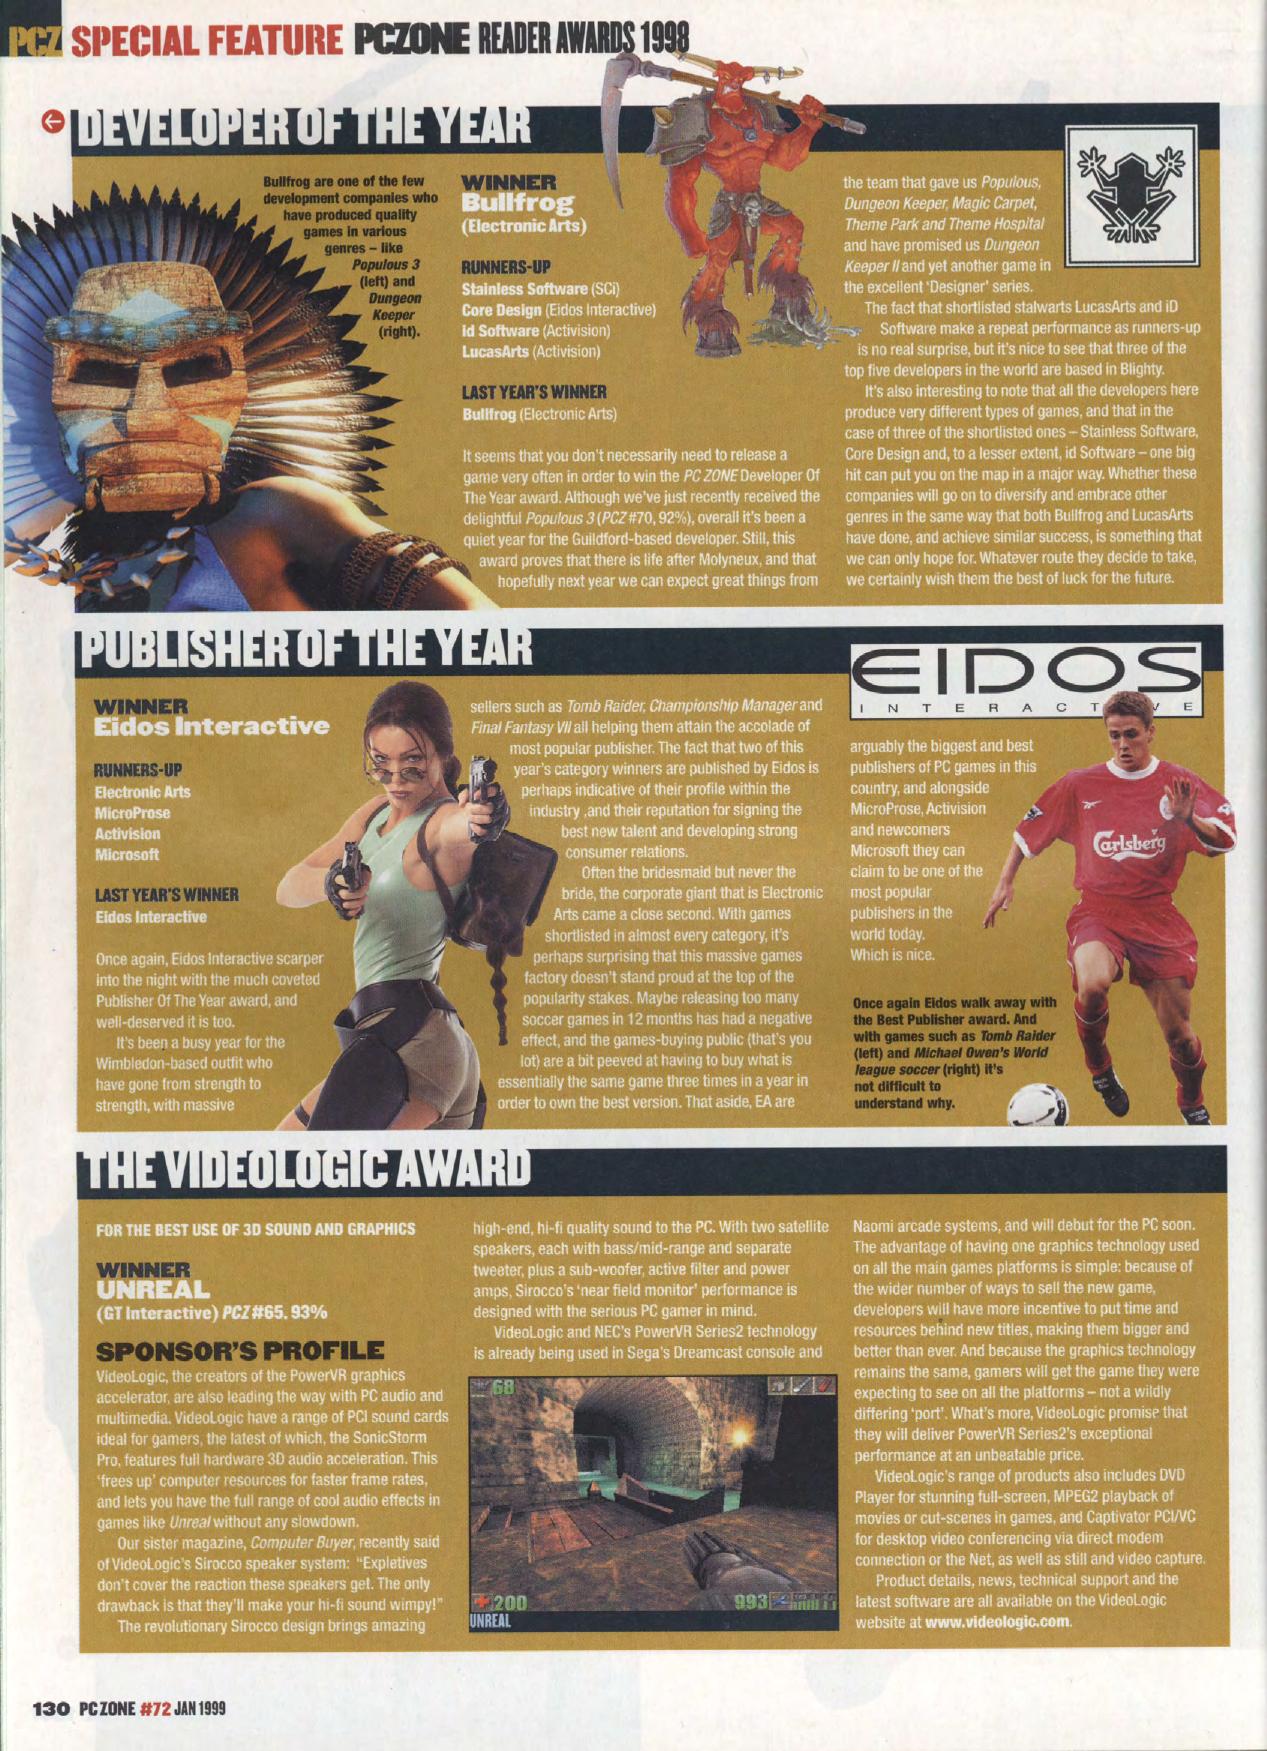 PCZ SPECIAL FEATURE PCZONE READER AWARDS 1998
DEVELOPER OF THE YEAR
Bullfrog are one of the few
development companies who
have produced quality
games in various
genres – like
Populous 3
(left) and
Dungeon
Keeper
(right).
WINNER
Bullfrog
(Electronic Arts)
RUNNERS-UP
Stainless Software (SCi)
Core Design (Eidos Interactive)
Id Software (Activision)
LucasArts (Activision)
LAST YEAR'S WINNER
Bullfrog (Electronic Arts)
It seems that you don't necessarily need to release a
game very often in order to win the PC ZONE Developer Of
The Year award. Although we've just recently received the
delightful Populous 3 (PCZ #70, 92%), overall it's been a
quiet year for the Guildford-based developer. Still, this
award proves that there is life after Molyneux, and that
hopefully next year we can expect great things from
the team that gave us Populous,
Dungeon Keeper, Magic Carpet,
Theme Park and Theme Hospital
and have promised us Dungeon
Keeper II and yet another game in
the excellent 'Designer' series.
The fact that shortlisted stalwarts LucasArts and iD
Software make a repeat performance as runners-up
is no real surprise, but it's nice to see that three of the
top five developers in the world are based in Blighty.
It's also interesting to note that all the developers here
produce very different types of games, and that in the
case of three of the shortlisted ones – Stainless Software,
Core Design and, to a lesser extent, id Software – one big
hit can put you on the map in a major way. Whether these
companies will go on to diversify and embrace other
genres in the same way that both Bullfrog and LucasArts
have done, and achieve similar success, is something that
we can only hope for. Whatever route they decide to take,
we certainly wish them the best of luck for the future.
PUBLISHER OF THE YEAR
WINNER
Eidos Interactive
RUNNERS-UP
Electronic Arts
MicroProse
Activision
Microsoft
LAST YEAR'S WINNER
Eidos Interactive
Once again, Eidos Interactive scarper
into the night with the much coveted
Publisher Of The Year award, and
well-deserved it is too.
It's been a busy year for the
Wimbledon-based outfit who
have gone from strength to
strength, with massive
sellers such as Tomb Raider, Championship Manager and
Final Fantasy VII all helping them attain the accolade of
most popular publisher. The fact that two of this
year's category winners are published by Eidos is
perhaps indicative of their profile within the
industry ,and their reputation for signing the
best new talent and developing strong
consumer relations.
Often the bridesmaid but never the
bride, the corporate giant that is Electronic
Arts came a close second. With games
shortlisted in almost every category, it's
perhaps surprising that this massive games
factory doesn't stand proud at the top of the
popularity stakes. Maybe releasing too many
soccer games in 12 months has had a negative
effect, and the games-buying public (that's you
lot) are a bit peeved at having to buy what is
essentially the same game three times in a year in
order to own the best version. That aside, EA are
EIDOS
INTERACTIVE
arguably the biggest and best
publishers of PC games in this
country, and alongside
MicroProse, Activision
and newcomers
Microsoft they can
claim to be one of the
most popular
publishers in the
world today.
Which is nice.
Carlsberg
Once again Eidos walk away with
the Best Publisher award. And
with games such as Tomb Raider
(left) and Michael Owen's World
league soccer (right) it's
not difficult to
understand why.
THE VIDEOLOGIC AWARD
FOR THE BEST USE OF 3D SOUND AND GRAPHICS
WINNER
UNREAL
(GT Interactive) PCZ #65. 93%
SPONSOR'S PROFILE
VideoLogic, the creators of the PowerVR graphics
accelerator, are also leading the way with PC audio and
multimedia. VideoLogic have a range of PCI sound cards
ideal for gamers, the latest of which, the SonicStorm
Pro, features full hardware 3D audio acceleration. This
'frees up' computer resources for faster frame rates,
and lets you have the full range of cool audio effects in
games like Unreal without any slowdown.
Our sister magazine, Computer Buyer, recently said
of VideoLogic's Sirocco speaker system: "Expletives
don't cover the reaction these speakers get. The only
drawback is that they'll make your hi-fi sound wimpy!"
The revolutionary Sirocco design brings amazing
high-end, hi-fi quality sound to the PC. With two satellite
speakers, each with bass/mid-range and separate
tweeter, plus a sub-woofer, active filter and power
amps, Sirocco's 'near field monitor' performance is
designed with the serious PC gamer in mind.
VideoLogic and NEC's PowerVR Series2 technology
is already being used in Sega's Dreamcast console and
68
200
993
UNREAL
Naomi arcade systems, and will debut for the PC soon.
The advantage of having one graphics technology used
on all the main games platforms is simple: because of
the wider number of ways to sell the new game,
developers will have more incentive to put time and
resources behind new titles, making them bigger and
better than ever. And because the graphics technology
remains the same, gamers will get the game they were
expecting to see on all the platforms – not a wildly
differing 'port'. What's more, VideoLogic promise that
they will deliver PowerVR Series2's exceptional
performance at an unbeatable price.
VideoLogic's range of products also includes DVD
Player for stunning full-screen, MPEG2 playback of
movies or cut-scenes in games, and Captivator PCI/VC
for desktop video conferencing via direct modem
connection or the Net, as well as still and video capture.
Product details, news, technical support and the
latest software are all available on the VideoLogic
website at www.videologic.com.
130 PC ZONE #72 JAN 1999